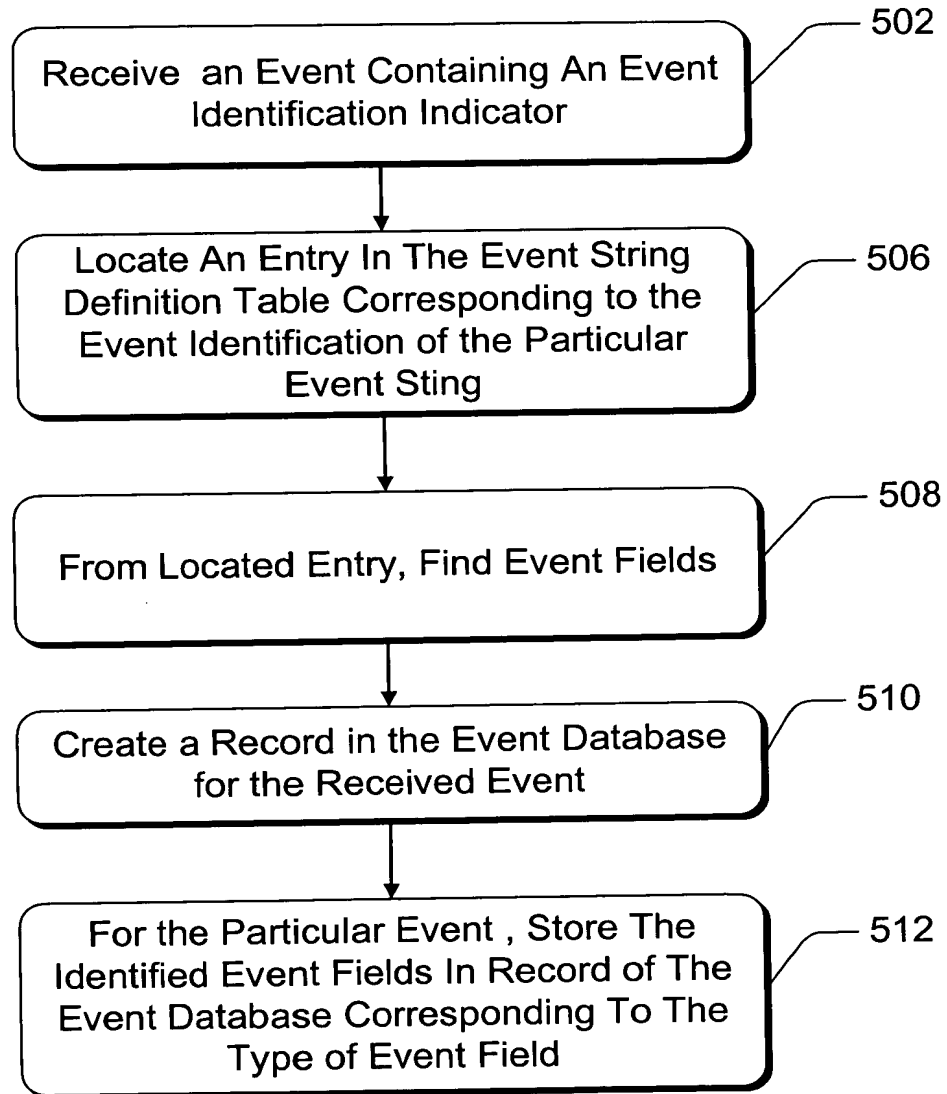 502
Receive an Event Containing An Event
Identification Indicator
506
Locate An Entry In The Event String
Definition Table Corresponding to the
Event Identification of the Particular
Event Sting
508
From Located Entry, Find Event Fields
510
Create a Record in the Event Database
for the Received Event
512
For the Particular Event , Store The
Identified Event Fields In Record of The
Event Database Corresponding To The
Type of Event Field